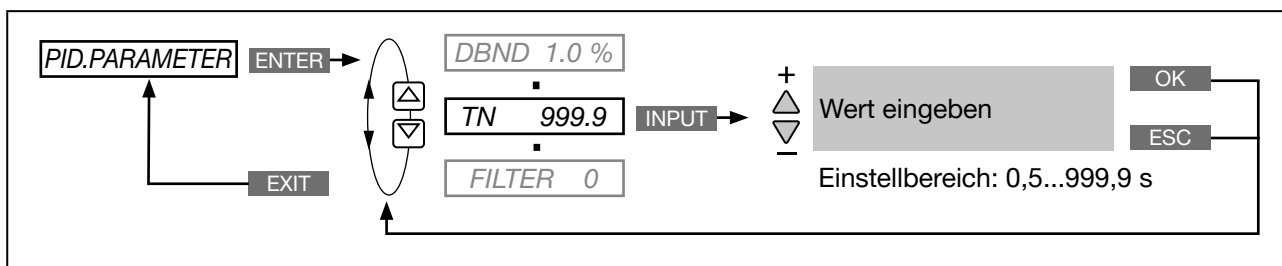 PID.PARAMETER
ENTER
DBND 1.0 %
TN 999.9
FILTER 0
EXIT
INPUT
+
Wert eingeben
–
OK
ESC
Einstellbereich: 0,5...999,9 s